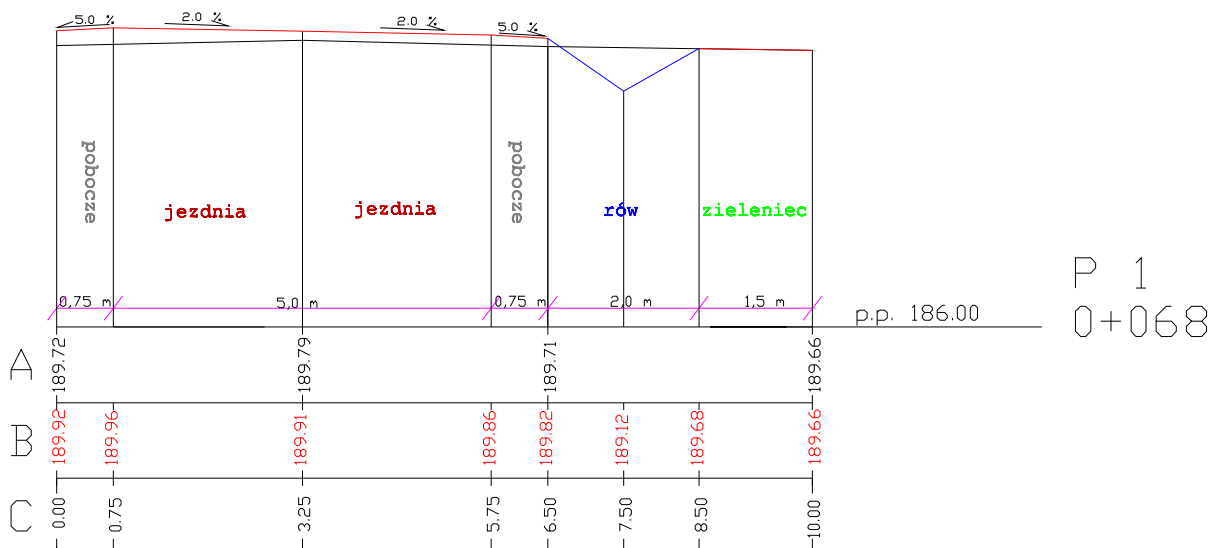 5.0 %
2.0 %
2.0 %
5.0 %
pobocze
jezdnia
jezdnia
pobocze
rów
zieleniec
0,75 m
5,0 m
0,75 m
2,0 m
1,5 m
p.p. 186.00
P 1
0+068
A
189.72
189.79
189.71
189.66
B
189.92
189.96
189.91
189.86
189.82
189.12
189.68
189.66
C
0.00
0.75
3.25
5.75
6.50
7.50
8.50
10.00